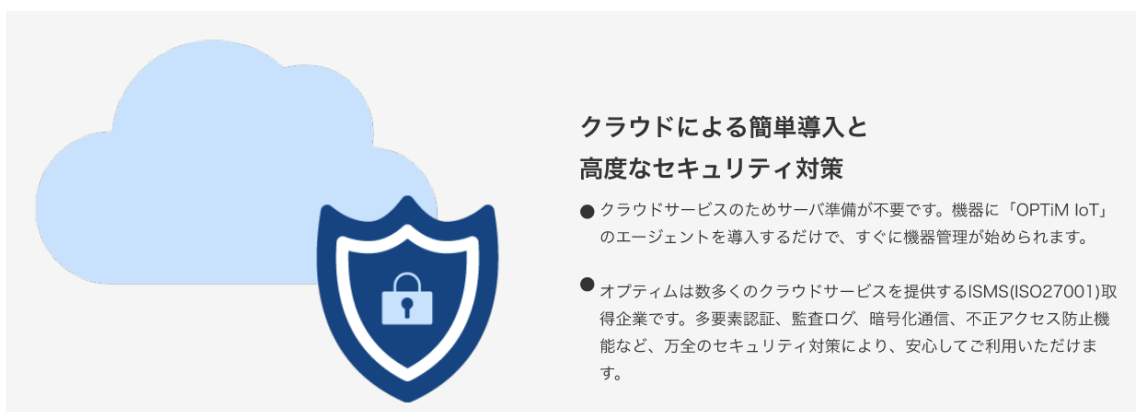 クラウドによる簡単導入と
高度なセキュリティ対策
● クラウドサービスのためサーバ準備が不要です。機器に「OPTiM IoT」
のエージェントを導入するだけで、すぐに機器管理が始められます。
● オプティムは数多くのクラウドサービスを提供するISMS(ISO27001)取
得企業です。多要素認証、監査ログ、暗号化通信、不正アクセス防止機
能など、万全のセキュリティ対策により、安心してご利用いただけま
す。